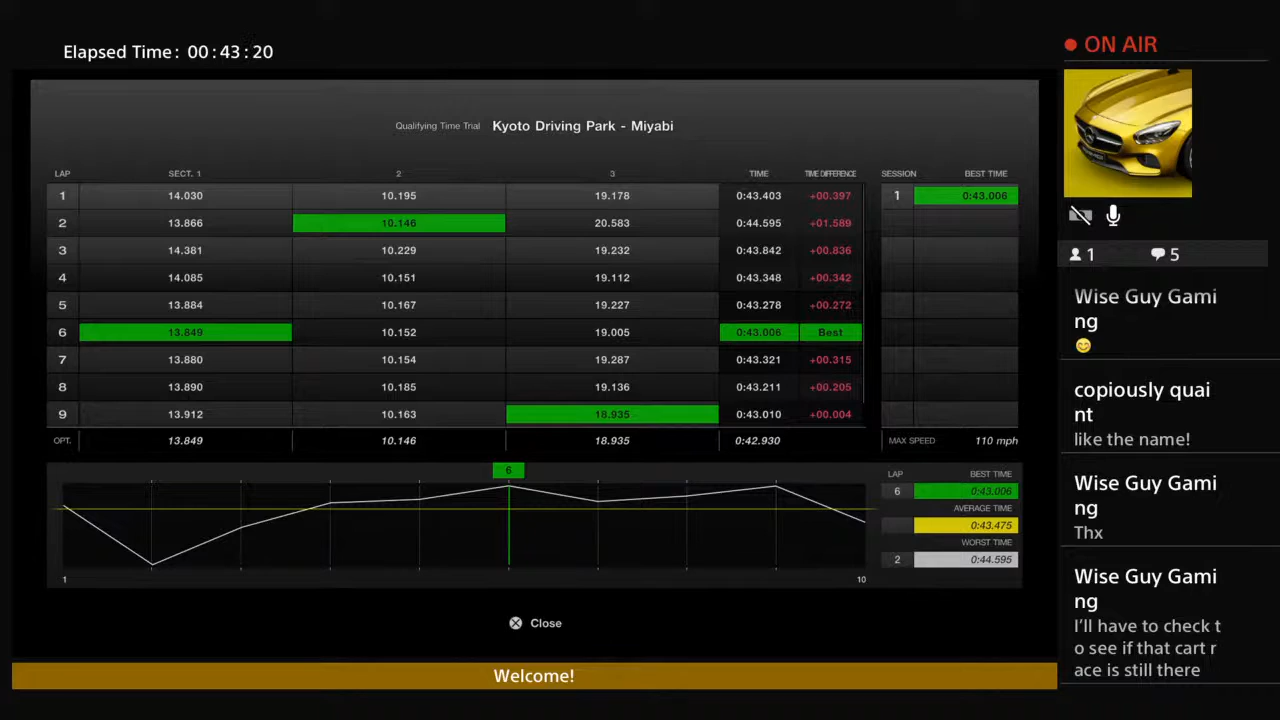 Elapsed Time: 00:43:20
ON AIR
Qualifying Time Trial Kyoto Driving Park - Miyabi
LAP SECT. 1 2 3 TIME TIME DIFFERENCE SESSION BEST TIME
1 14.030 10.195 19.178 0:43.403 +00.397 1 0:43.006
2 13.866 10.146 20.583 0:44.595 +01.589
3 14.381 10.229 19.232 0:43.842 +00.836
4 14.085 10.151 19.112 0:43.348 +00.342
5 13.884 10.167 19.227 0:43.278 +00.272
6 13.849 10.152 19.005 0:43.006 Best
7 13.880 10.154 19.287 0:43.321 +00.315
8 13.890 10.185 19.136 0:43.211 +00.205
9 13.912 10.163 18.935 0:43.010 +00.004
OPT. 13.849 10.146 18.935 0:42.930 MAX SPEED 110 mph
6
LAP BEST TIME
6 0:43.006
AVERAGE TIME
0:43.475
WORST TIME
2 0:44.595
1 10
Close
Welcome!
1 5
Wise Guy Gami
ng
😊
copiously quai
nt
like the name!
Wise Guy Gami
ng
Thx
Wise Guy Gami
ng
I'll have to check t
o see if that cart r
ace is still there